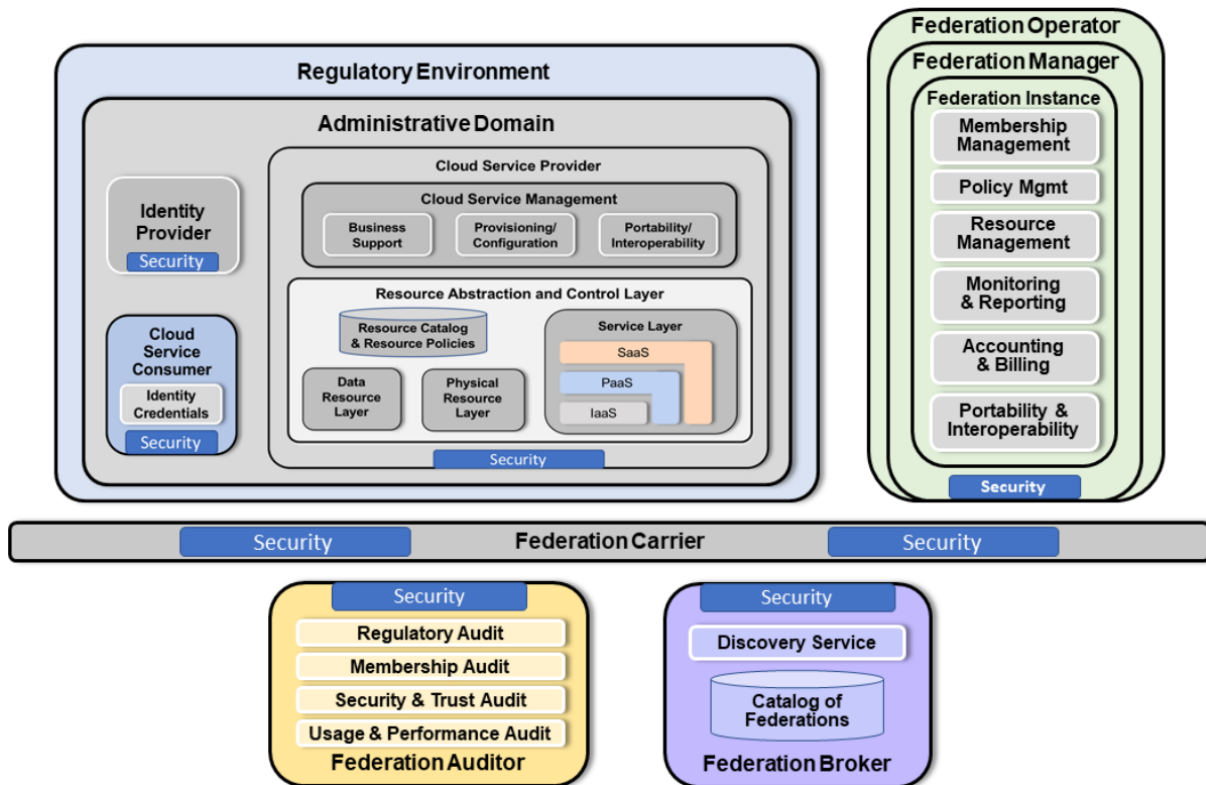 Regulatory Environment
Administrative Domain
Identity
Provider
Security
Cloud
Service
Consumer
Identity
Credentials
Security
Cloud Service Provider
Cloud Service Management
Business
Support
Provisioning/
Configuration
Portability/
Interoperability
Resource Abstraction and Control Layer
Resource Catalog
& Resource Policies
Data
Resource
Layer
Physical
Resource
Layer
Service Layer
SaaS
PaaS
IaaS
Security
Federation Operator
Federation Manager
Federation Instance
Membership
Management
Policy Mgmt
Resource
Management
Monitoring
& Reporting
Accounting
& Billing
Portability &
Interoperability
Security
Security
Federation Carrier
Security
Security
Regulatory Audit
Membership Audit
Security & Trust Audit
Usage & Performance Audit
Federation Auditor
Security
Discovery Service
Catalog of
Federations
Federation Broker